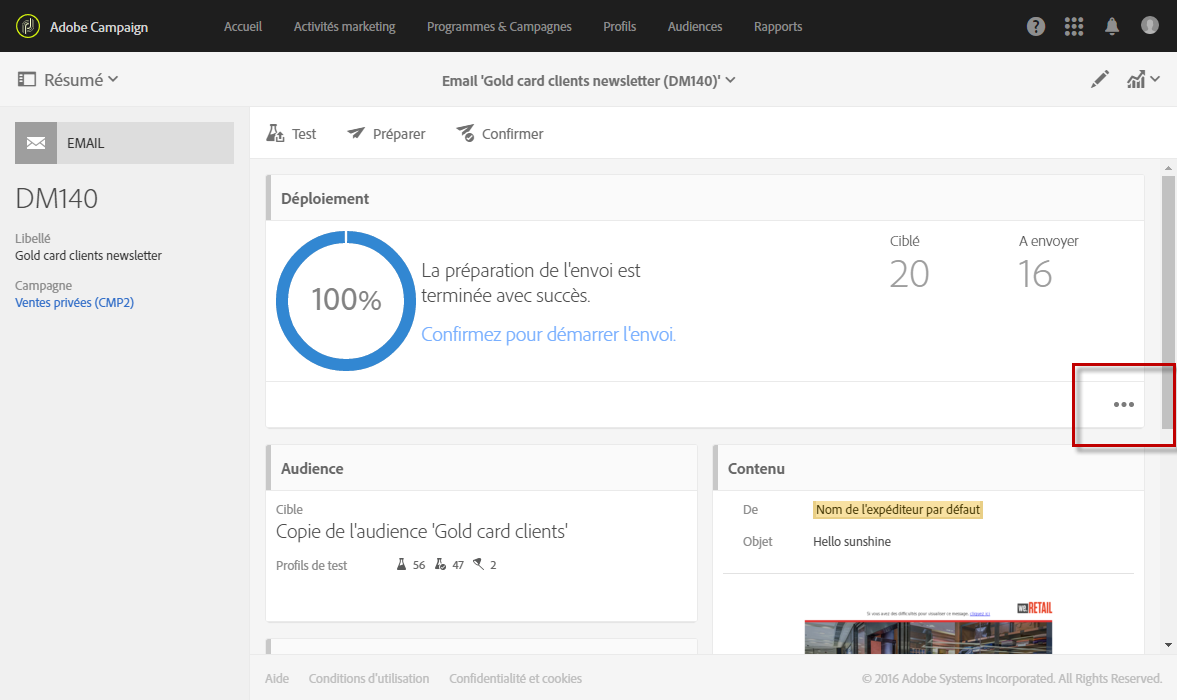 Adobe Campaign
Accueil
Activités marketing
Programmes & Campagnes
Profils
Audiences
Rapports
Résumé
Email 'Gold card clients newsletter (DM140)'
EMAIL
DM140
Libellé
Gold card clients newsletter
Campagne
Ventes privées (CMP2)
Test
Préparer
Confirmer
Déploiement
100%
La préparation de l'envoi est
terminée avec succès.
Confirmez pour démarrer l'envoi.
Ciblé
20
A envoyer
16
Audience
Cible
Copie de l'audience 'Gold card clients'
Profils de test
56
47
2
Contenu
De
Nom de l'expéditeur par défaut
Objet
Hello sunshine
Si vous avez des difficultés pour visualiser ce message, cliquez ici
WE.RETAIL
Aide
Conditions d'utilisation
Confidentialité et cookies
© 2016 Adobe Systems Incorporated. All Rights Reserved.